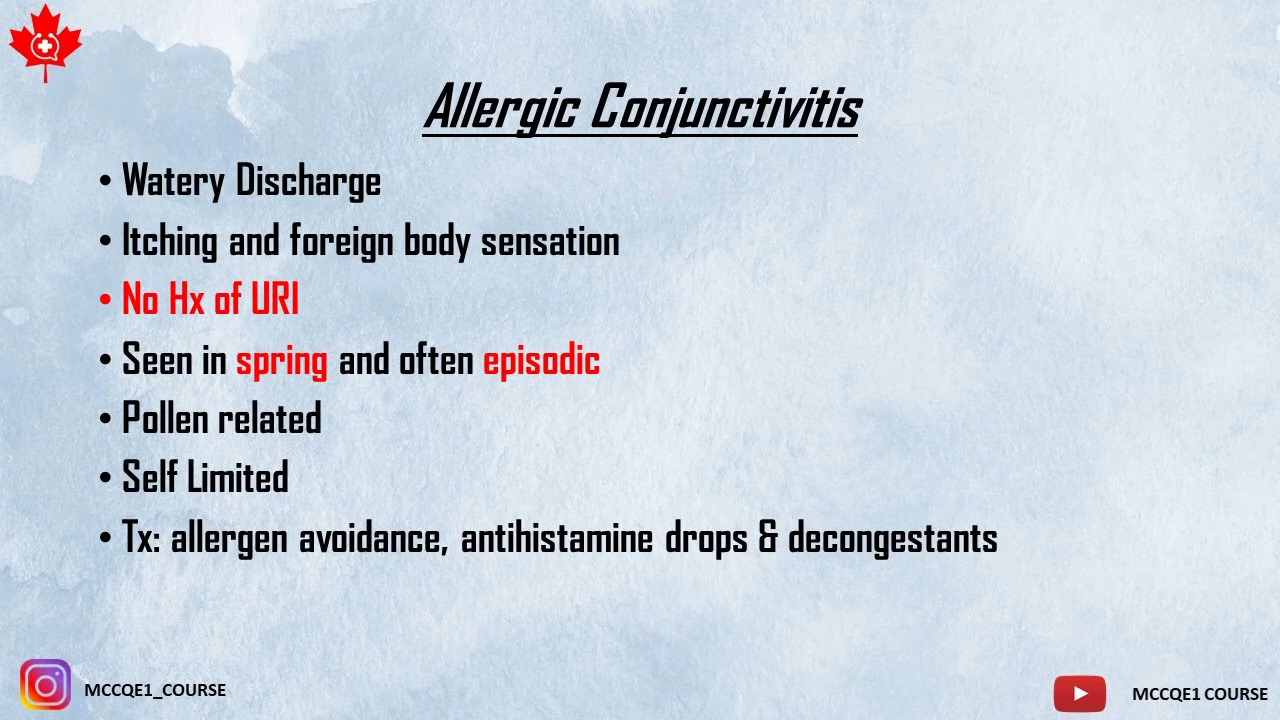 Allergic Conjunctivitis
• Watery Discharge
• Itching and foreign body sensation
• No Hx of URI
• Seen in spring and often episodic
• Pollen related
• Self Limited
• Tx: allergen avoidance, antihistamine drops & decongestants
MCCQE1_COURSE
MCCQE1 COURSE